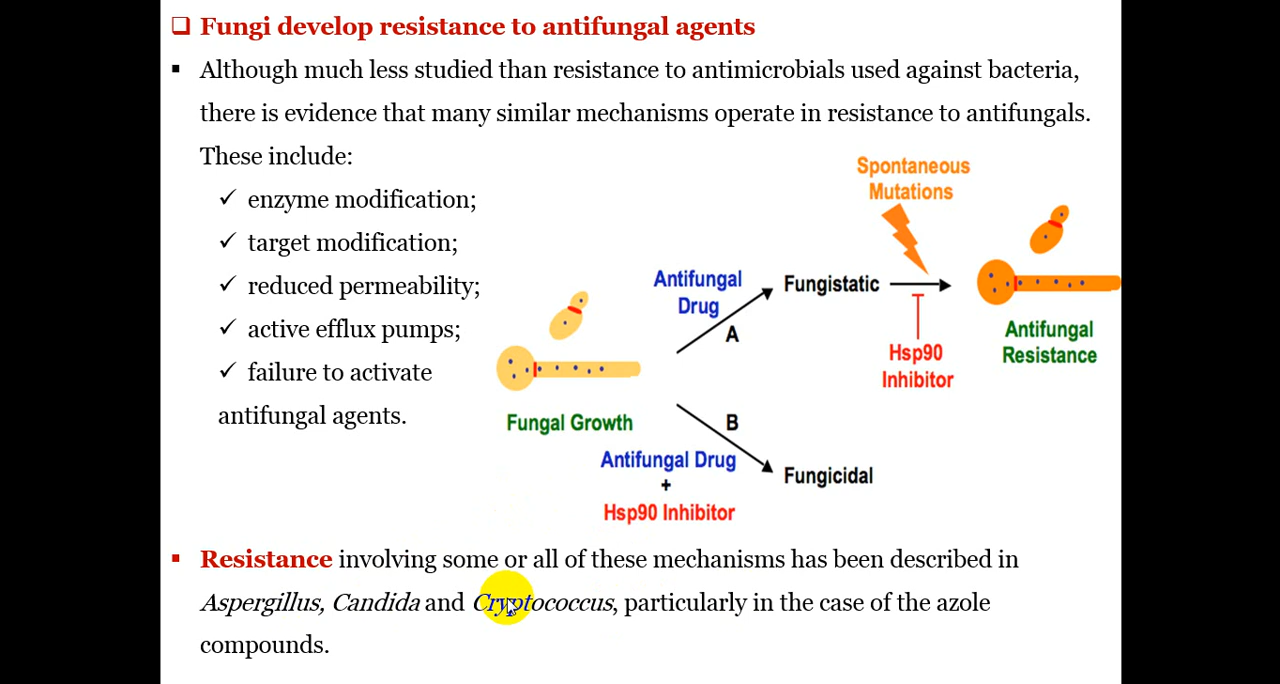 Fungi develop resistance to antifungal agents
Although much less studied than resistance to antimicrobials used against bacteria,
there is evidence that many similar mechanisms operate in resistance to antifungals.
These include:
✓ enzyme modification;
✓ target modification;
✓ reduced permeability;
✓ active efflux pumps;
✓ failure to activate
antifungal agents.
Spontaneous
Mutations
Antifungal
Drug
A
Fungistatic
Hsp90
Inhibitor
Antifungal
Resistance
Fungal Growth
B
Antifungal Drug
+
Hsp90 Inhibitor
Fungicidal
Resistance involving some or all of these mechanisms has been described in
Aspergillus, Candida and Cryptococcus, particularly in the case of the azole
compounds.